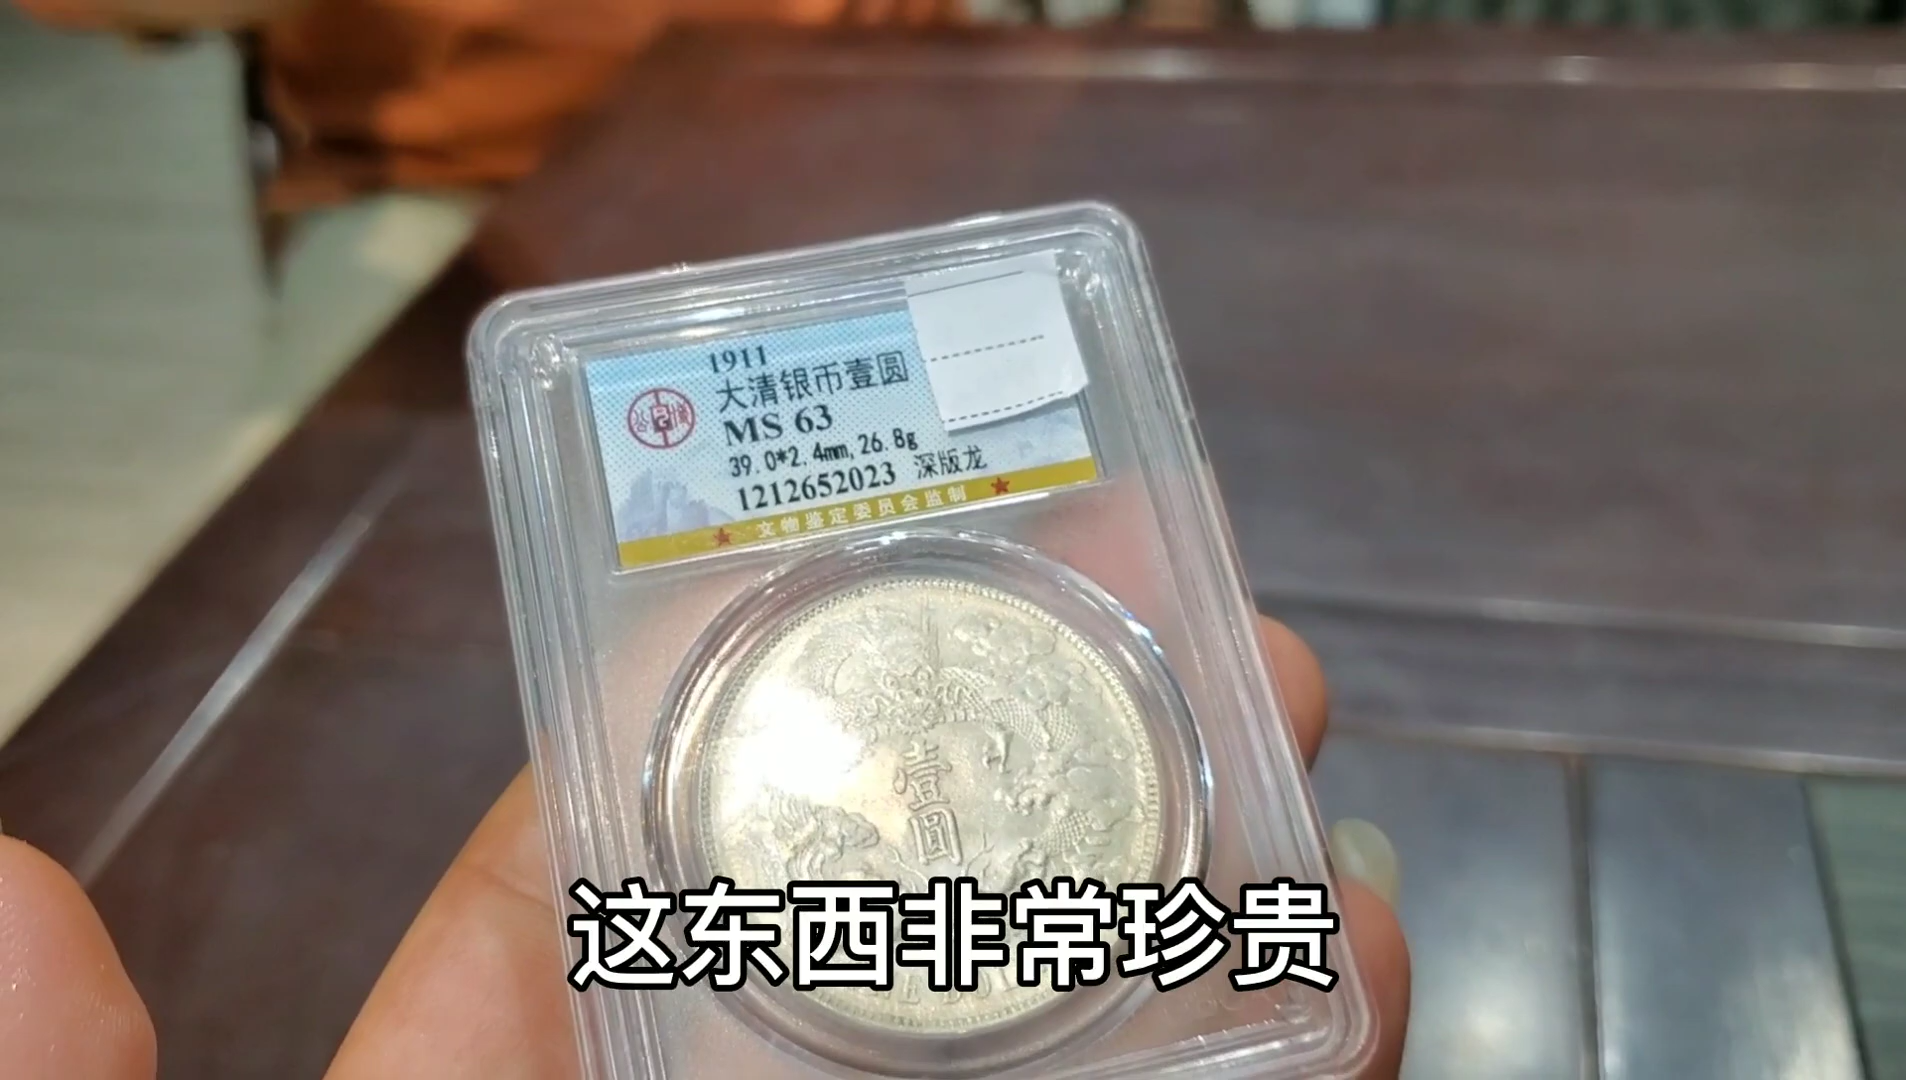 1911
大清银币壹圆
MS 63
39.0*2.4mm,26.8g
1212652023 深版龙
★ 文物鉴定委员会监制 ★
壹
圆
这东西非常珍贵